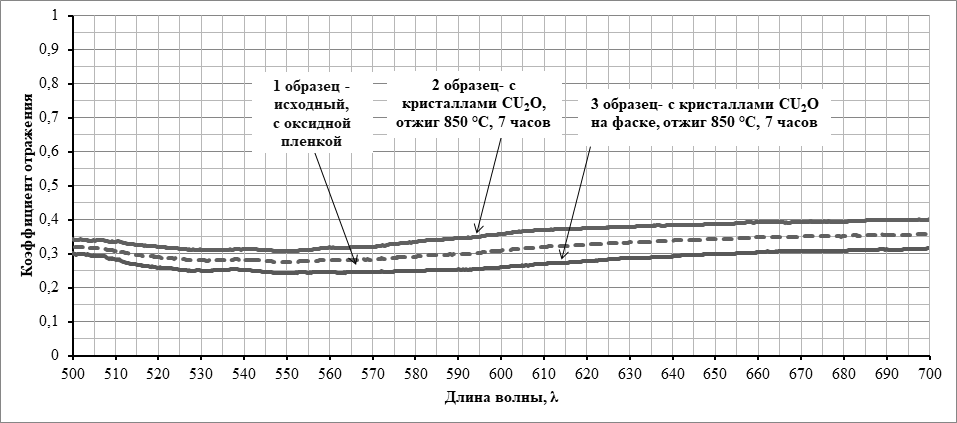 1
0,9
0,8
0,7
0,6
0,5
0,4
0,3
0,2
0,1
0
Коэффициент отражения
1 образец -
исходный,
с оксидной
пленкой
2 образец- с
кристаллами CU₂O,
отжиг 850 °C, 7 часов
3 образец- с кристаллами CU₂O
на фаске, отжиг 850 °C, 7 часов
500 510 520 530 540 550 560 570 580 590 600 610 620 630 640 650 660 670 680 690 700
Длина волны, λ